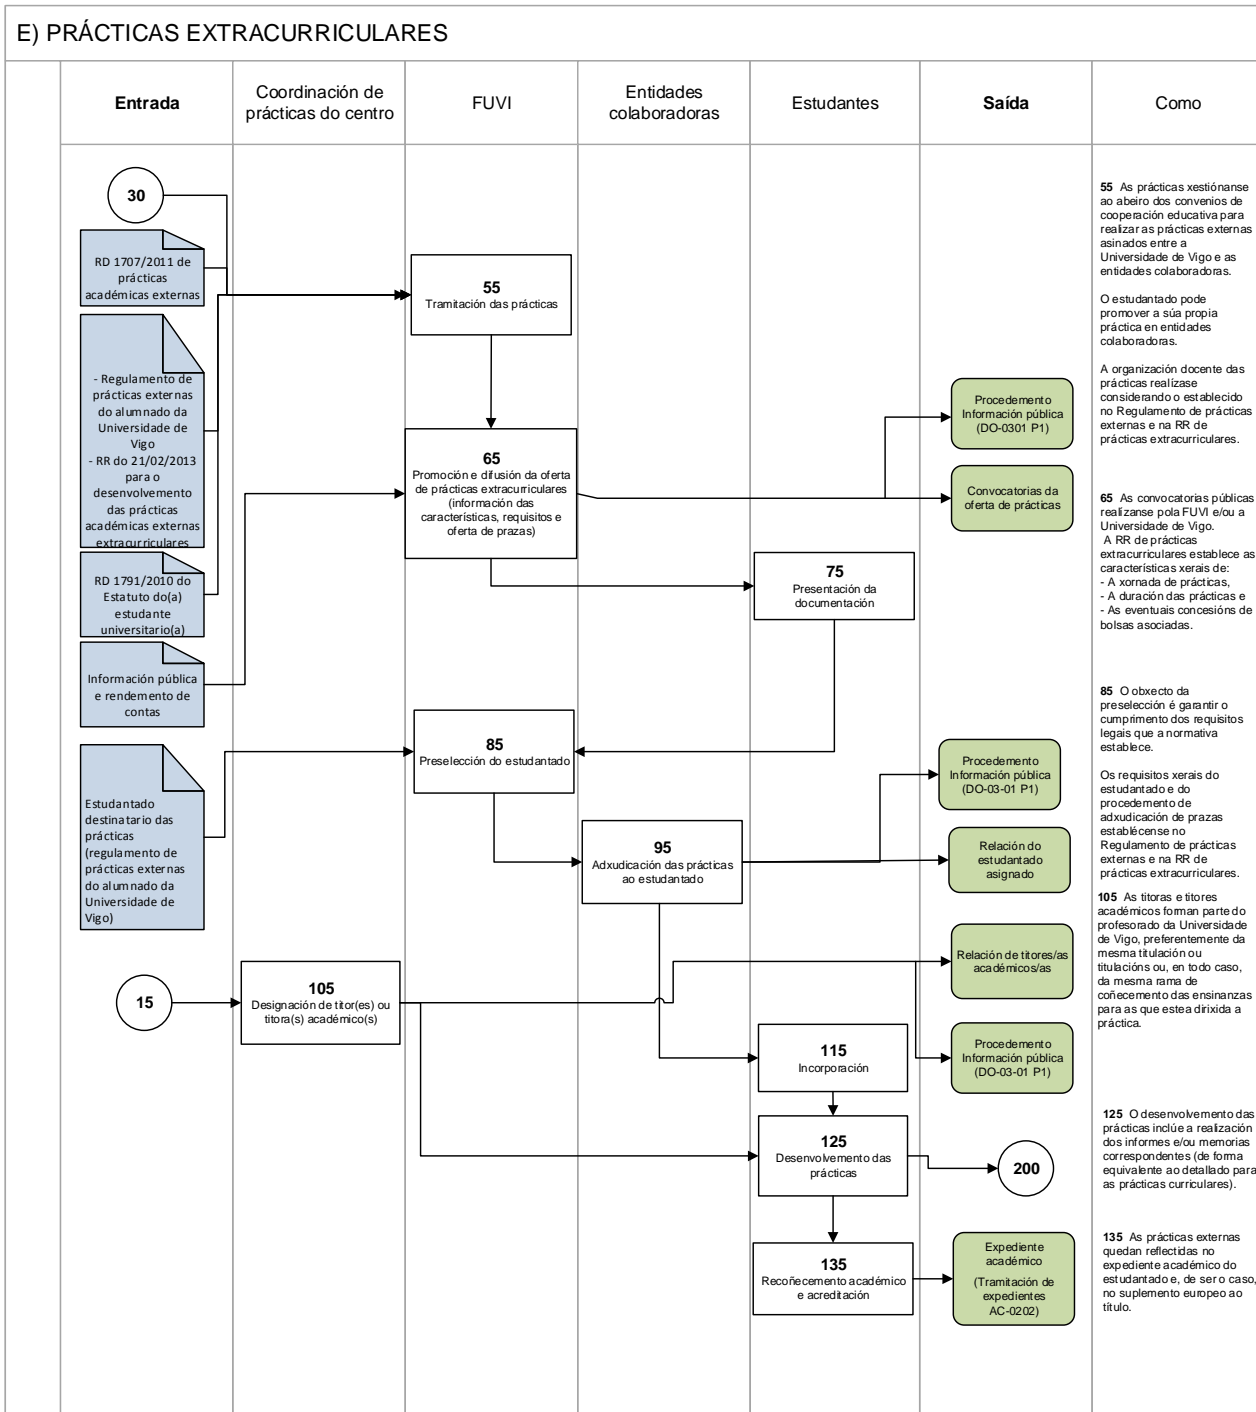 E) PRÁCTICAS EXTRACURRICULARES
Entrada
Coordinación de
prácticas do centro
FUVI
Entidades
colaboradoras
Estudantes
Saída
Como
30
RD 1707/2011 de
prácticas
académicas externas
- Regulamento de
prácticas externas
do alumnado da
Universidade de
Vigo
- RR do 21/02/2013
para o
desenvolvemento
das prácticas
académicas externas
extracurriculares
RD 1791/2010 do
Estatuto do(a)
estudante
universitario(a)
Información pública
e rendemento de
contas
Estudantado
destinatario das
prácticas
(regulamento de
prácticas externas
do alumnado da
Universidade de
Vigo)
15
105
Designación de titor(es) ou
titora(s) académico(s)
55
Tramitación das prácticas
65
Promoción e difusión da oferta
de prácticas extracurriculares
(información das
características, requisitos e
oferta de prazas)
85
Preselección do estudantado
95
Adxudicación das prácticas
ao estudantado
75
Presentación da
documentación
115
Incorporación
125
Desenvolvemento das
prácticas
135
Recoñecemento académico
e acreditación
Procedemento
Información pública
(DO-0301 P1)
Convocatorias da
oferta de prácticas
Procedemento
Información pública
(DO-03-01 P1)
Relación do
estudantado
asignado
Relación de titores/as
académicos/as
Procedemento
Información pública
(DO-03-01 P1)
200
Expediente
académico
(Tramitación de
expedientes
AC-0202)
55 As prácticas xestiónanse
ao abeiro dos convenios de
cooperación educativa para
realizar as prácticas externas
asinados entre a
Universidade de Vigo e as
entidades colaboradoras.
O estudantado pode
promover a súa propia
práctica en entidades
colaboradoras.
A organización docente das
prácticas realízase
considerando o establecido
no Regulamento de prácticas
externas e na RR de
prácticas extracurriculares.
65 As convocatorias públicas
realízanse pola FUVI e/ou a
Universidade de Vigo.
A RR de prácticas
extracurriculares establece as
características xerais de:
- A xornada de prácticas,
- A duración das prácticas e
- As eventuais concesións de
bolsas asociadas.
85 O obxecto da
preselección é garantir o
cumprimento dos requisitos
legais que a normativa
establece.
Os requisitos xerais do
estudantado e do
procedemento de
adxudicación de prazas
establécense no
Regulamento de prácticas
externas e na RR de
prácticas extracurriculares.
105 As titoras e titores
académicos forman parte do
profesorado da Universidade
de Vigo, preferentemente da
mesma titulación ou
titulacións ou, en todo caso,
da mesma rama de
coñecemento das ensinanzas
para as que estea dirixida a
práctica.
125 O desenvolvemento das
prácticas inclúe a realización
dos informes e/ou memorias
correspondentes (de forma
equivalente ao detallado para
as prácticas curriculares).
135 As prácticas externas
quedan reflectidas no
expediente académico do
estudantado e, de ser o caso,
no suplemento europeo ao
título.